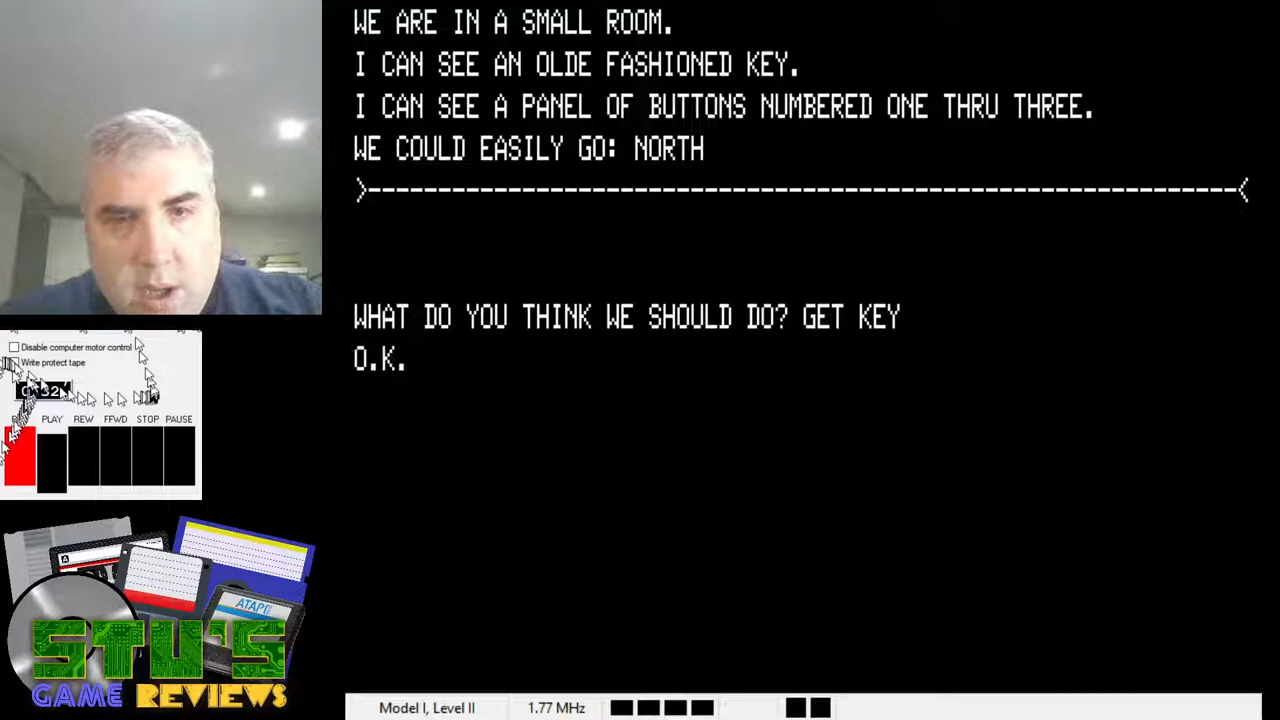 WE ARE IN A SMALL ROOM.
I CAN SEE AN OLDE FASHIONED KEY.
I CAN SEE A PANEL OF BUTTONS NUMBERED ONE THRU THREE.
WE COULD EASILY GO: NORTH
>---------------------------------------------------------------<
WHAT DO YOU THINK WE SHOULD DO? GET KEY
O.K.
Disable computer motor control
Write protect tape
PLAY REW FFWD STOP PAUSE
A
STU'S
GAME REVIEWS
Model I, Level II 1.77 MHz